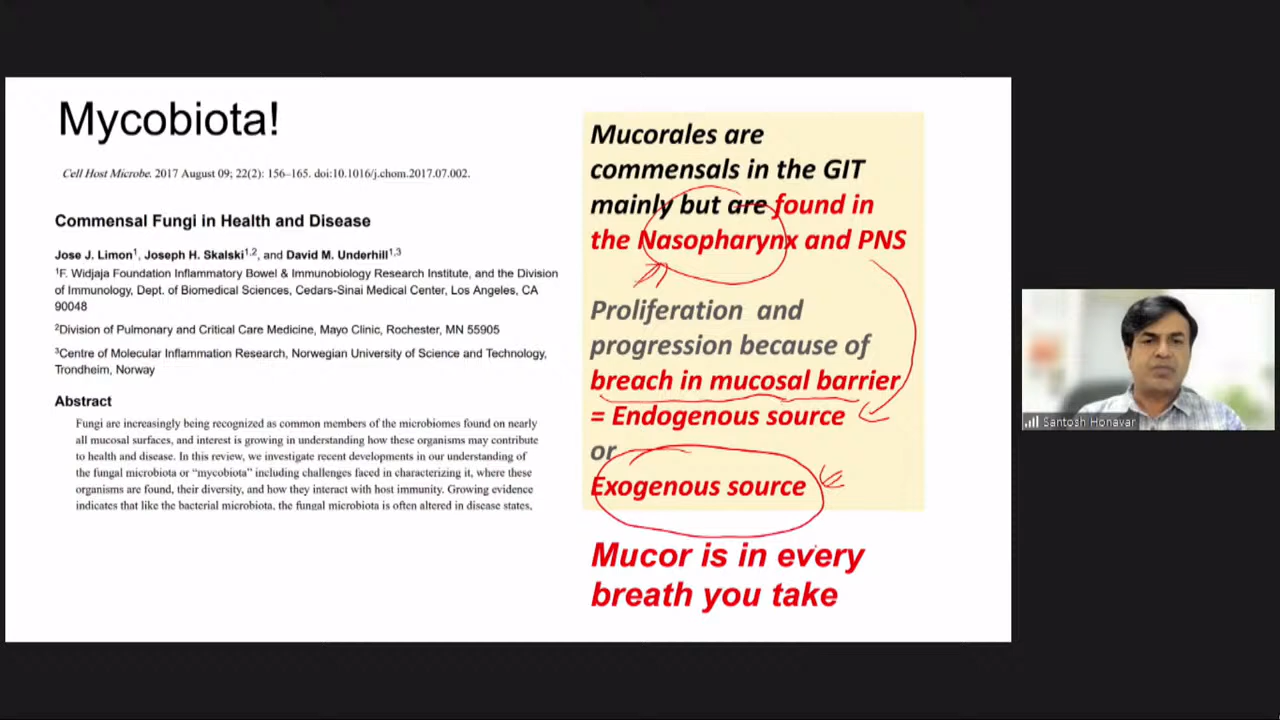 Mycobiota!
Cell Host Microbe. 2017 August 09; 22(2): 156–165. doi:10.1016/j.chom.2017.07.002.
Commensal Fungi in Health and Disease
Jose J. Limon1, Joseph H. Skalski1,2, and David M. Underhill1,3
1F. Widjaja Foundation Inflammatory Bowel & Immunobiology Research Institute, and the Division
of Immunology, Dept. of Biomedical Sciences, Cedars-Sinai Medical Center, Los Angeles, CA
90048
2Division of Pulmonary and Critical Care Medicine, Mayo Clinic, Rochester, MN 55905
3Centre of Molecular Inflammation Research, Norwegian University of Science and Technology,
Trondheim, Norway
Abstract
Fungi are increasingly being recognized as common members of the microbiomes found on nearly
all mucosal surfaces, and interest is growing in understanding how these organisms may contribute
to health and disease. In this review, we investigate recent developments in our understanding of
the fungal microbiota or “mycobiota” including challenges faced in characterizing it, where these
organisms are found, their diversity, and how they interact with host immunity. Growing evidence
indicates that like the bacterial microbiota, the fungal microbiota is often altered in disease states,
Mucorales are
commensals in the GIT
mainly but are found in
the Nasopharynx and PNS
Proliferation and
progression because of
breach in mucosal barrier
= Endogenous source
or
Exogenous source
Mucor is in every
breath you take
Santosh Honavar